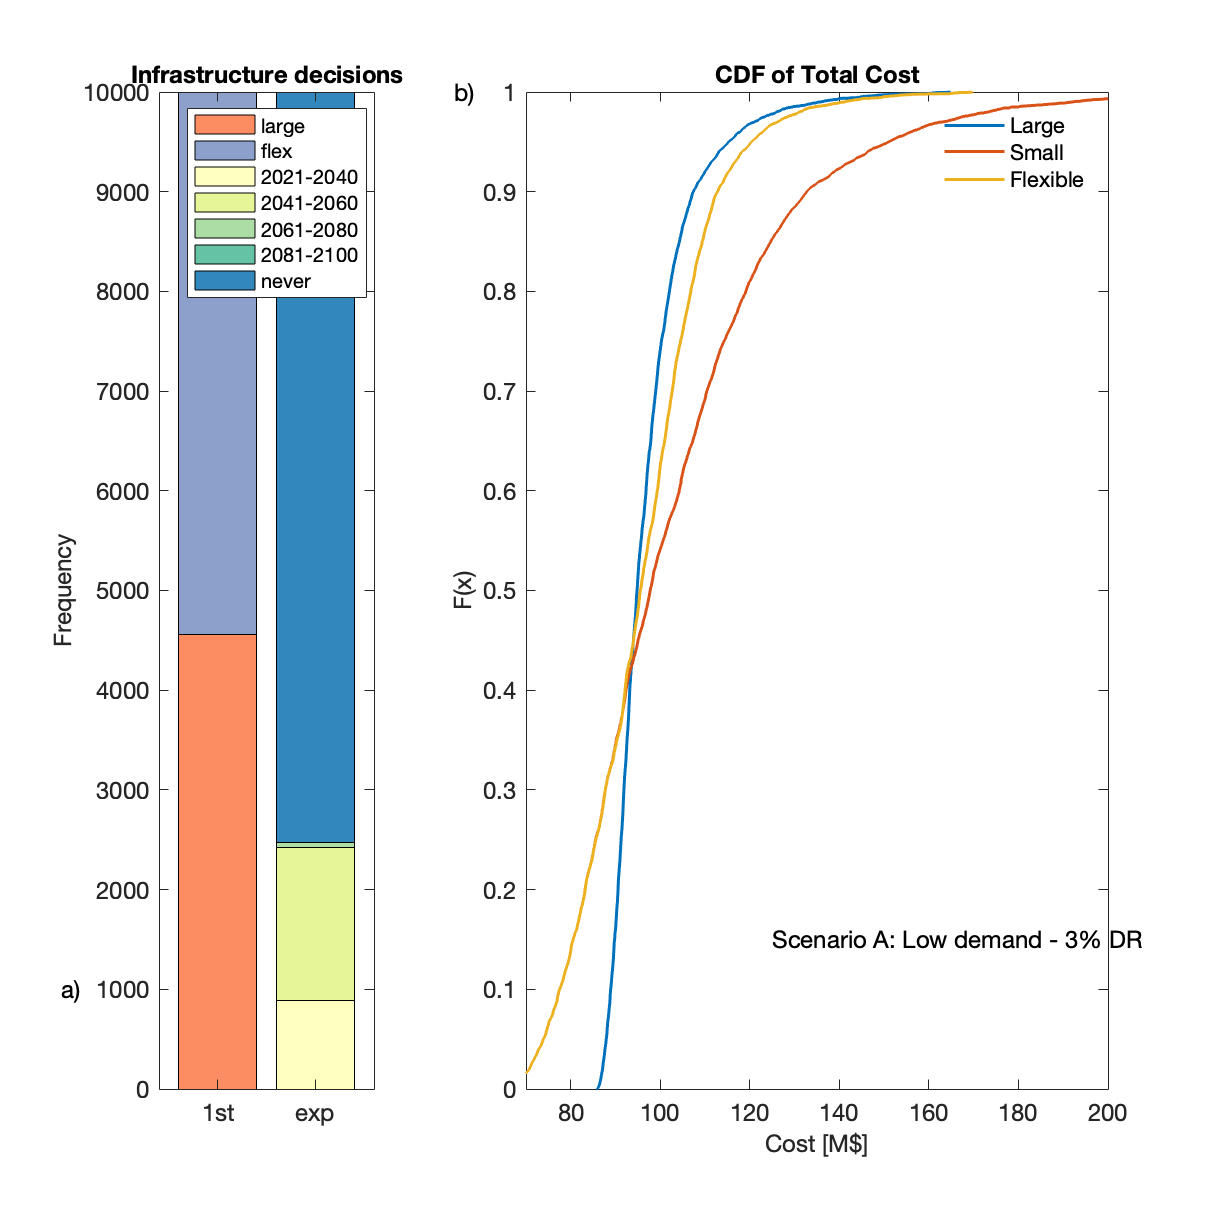 Infrastructure decisions
10000
9000
8000
7000
6000
5000
4000
3000
2000
1000
0
Frequency
a)
large
flex
2021-2040
2041-2060
2061-2080
2081-2100
never
1st exp
b)
CDF of Total Cost
1
0.9
0.8
0.7
0.6
0.5
0.4
0.3
0.2
0.1
0
F(x)
Large
Small
Flexible
Scenario A: Low demand - 3% DR
80 100 120 140 160 180 200
Cost [M$]